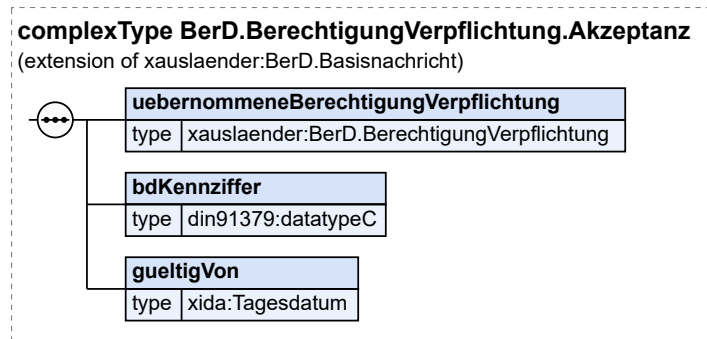 complexType BerD.BerechtigungVerpflichtung.Akzeptanz
(extension of xauslaender:BerD.Basisnachricht)
uebernommeneBerechtigungVerpflichtung
type xauslaender:BerD.BerechtigungVerpflichtung
bdKennziffer
type din91379:datatypeC
gueltigVon
type xida:Tagesdatum